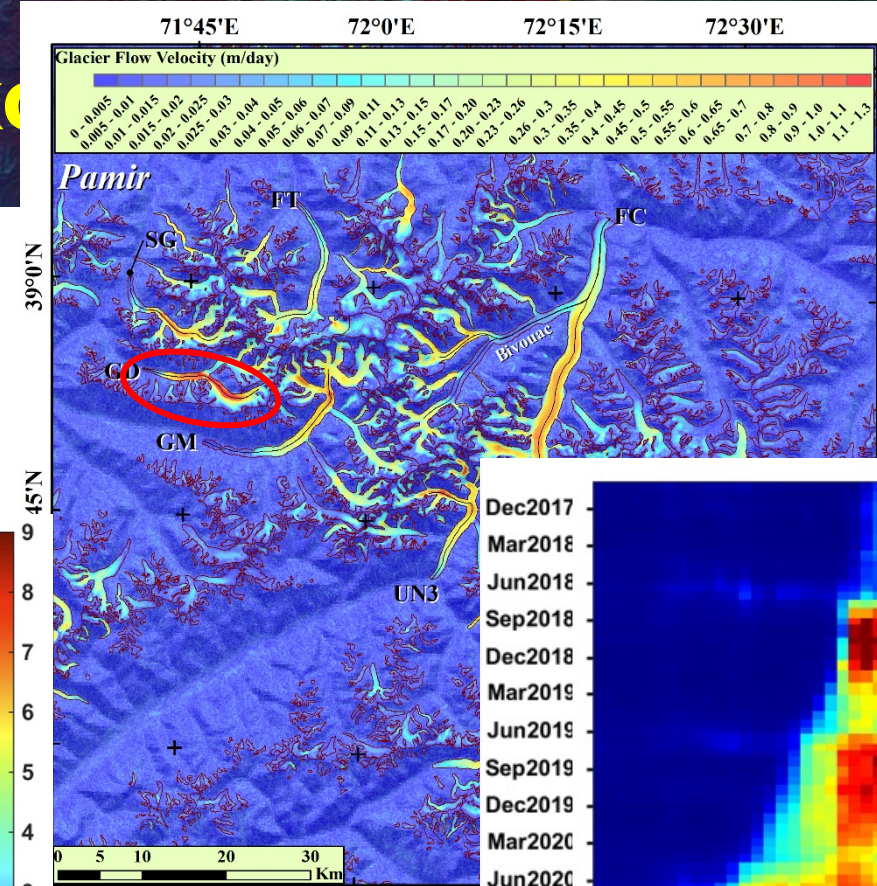 71°45'E 72°0'E 72°15'E 72°30'E
Glacier Flow Velocity (m/day)
0 - 0.005
0.005 - 0.01
0.01 - 0.015
0.015 - 0.02
0.02 - 0.025
0.025 - 0.03
0.03 - 0.04
0.04 - 0.05
0.05 - 0.06
0.06 - 0.07
0.07 - 0.09
0.09 - 0.11
0.11 - 0.13
0.13 - 0.15
0.15 - 0.17
0.17 - 0.20
0.20 - 0.23
0.23 - 0.26
0.26 - 0.3
0.3 - 0.35
0.35 - 0.4
0.4 - 0.45
0.45 - 0.5
0.5 - 0.55
0.55 - 0.6
0.6 - 0.65
0.65 - 0.7
0.7 - 0.8
0.8 - 0.9
0.9 - 1.0
1.0 - 1.1
1.1 - 1.3
Pamir
FT
FC
SG
39°0'N
Bivouac
GD
GM
45'N
UN3
0 5 10 20 30
Km
9
8
7
6
5
4
Dec2017
Mar2018
Jun2018
Sep2018
Dec2018
Mar2019
Jun2019
Sep2019
Dec2019
Mar2020
Jun2020